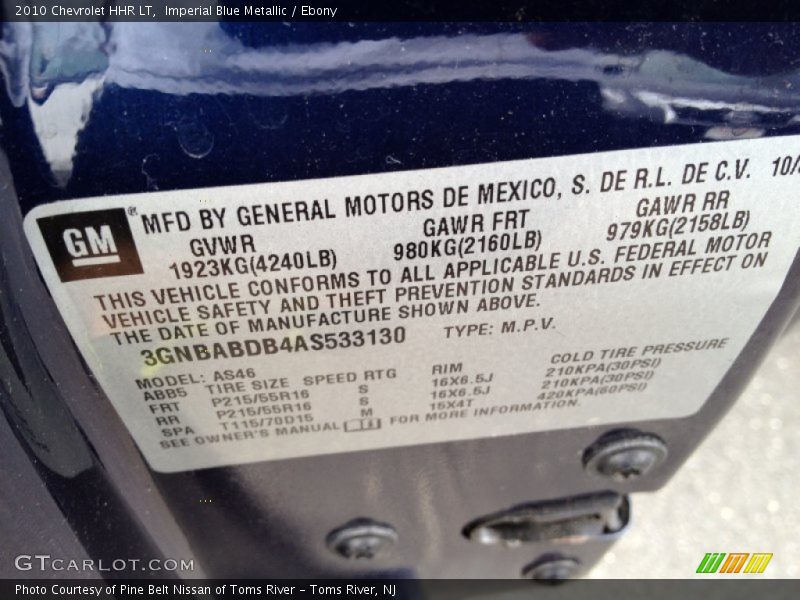 2010 Chevrolet HHR LT, Imperial Blue Metallic / Ebony
GM ® MFD BY GENERAL MOTORS DE MEXICO, S. DE R.L. DE C.V. 10/
GVWR GAWR FRT GAWR RR
1923KG(4240LB) 980KG(2160LB) 979KG(2158LB)
THIS VEHICLE CONFORMS TO ALL APPLICABLE U.S. FEDERAL MOTOR
VEHICLE SAFETY AND THEFT PREVENTION STANDARDS IN EFFECT ON
THE DATE OF MANUFACTURE SHOWN ABOVE.
3GNBABDB4AS533130 TYPE: M.P.V.
MODEL: AS46
ABB5 TIRE SIZE SPEED RTG RIM COLD TIRE PRESSURE
FRT P215/55R16 S 16X6.5J 210KPA(30PSI)
RR P215/55R16 S 16X6.5J 210KPA(30PSI)
SPA T115/70D15 M 15X4T 420KPA(60PSI)
SEE OWNER'S MANUAL FOR MORE INFORMATION.
GTCARLOT.COM
Photo Courtesy of Pine Belt Nissan of Toms River – Toms River, NJ